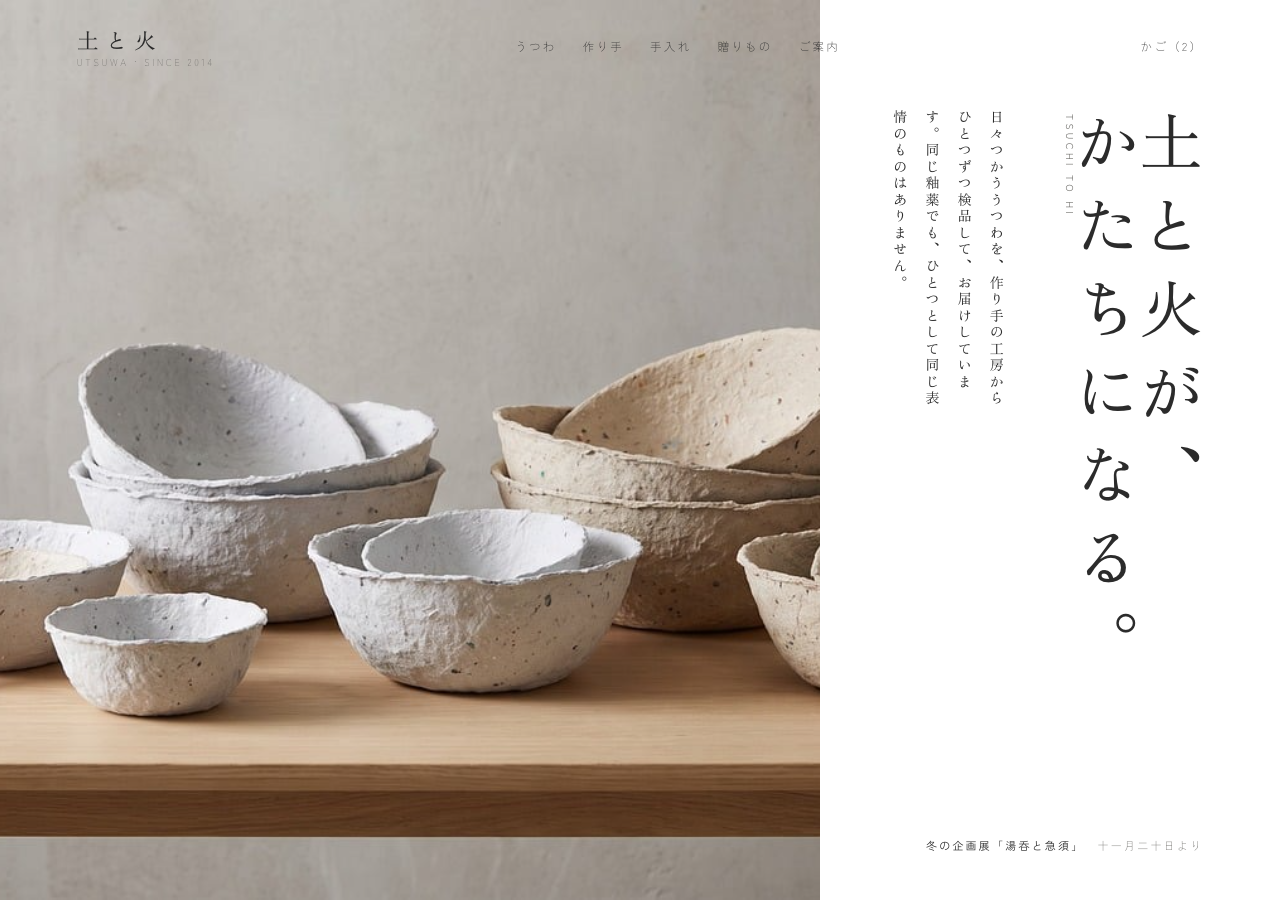 土と火
UTSUWA · SINCE 2014
うつわ
作り手
手入れ
贈りもの
ご案内
かご（2）
土と火が、
かたちになる。
TSUCHI TO HI
日々つかううつわを、作り手の工房から
ひとつずつ検品して、お届けしていま
す。同じ釉薬でも、ひとつとして同じ表
情のものはありません。
冬の企画展「湯呑と急須」
十一月二十日より